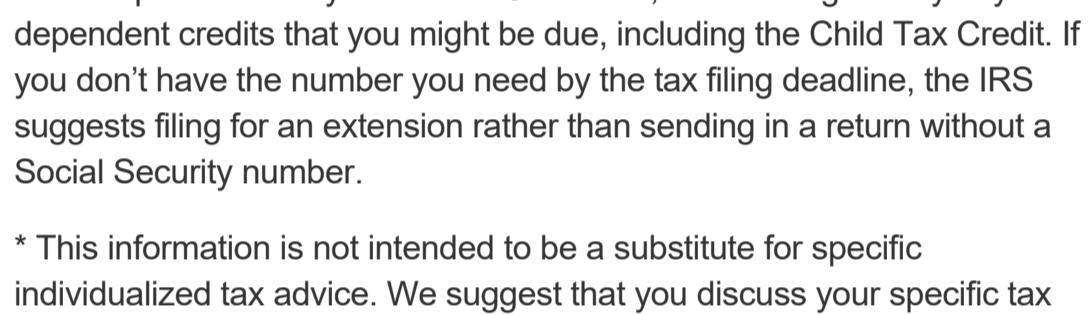 dependent credits that you might be due, including the Child Tax Credit. If
you don’t have the number you need by the tax filing deadline, the IRS
suggests filing for an extension rather than sending in a return without a
Social Security number.
* This information is not intended to be a substitute for specific
individualized tax advice. We suggest that you discuss your specific tax